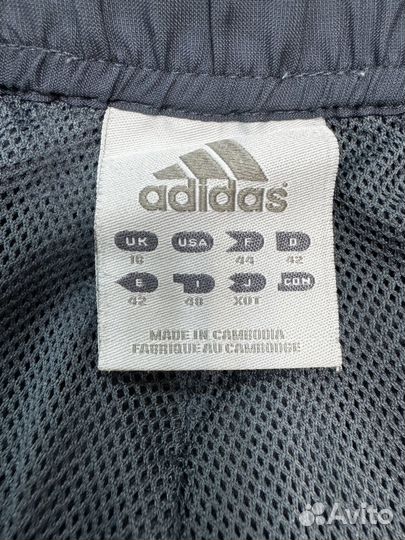 adidas®
UK USA F D
16 44 42
E I J CDN
42 48 XOT
MADE IN CAMBODIA
FABRIQUE AU CAMBODGE
Avito